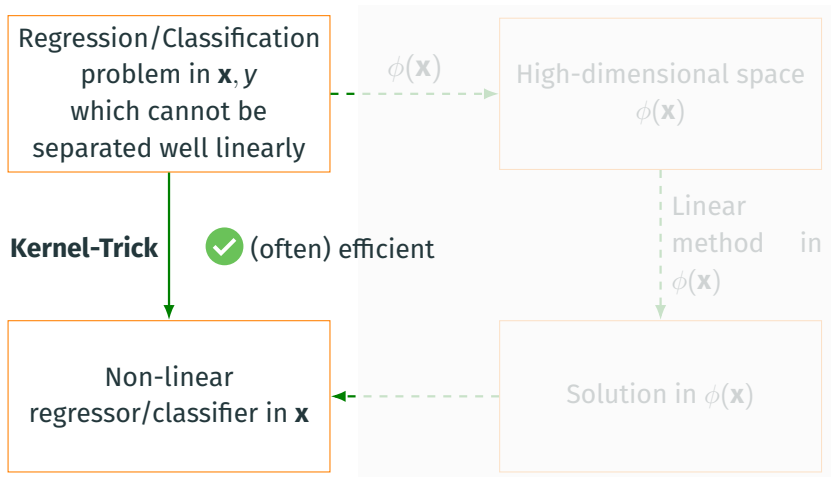 Regression/Classification
problem in x, y
which cannot be
separated well linearly
ϕ(x)
High-dimensional space
ϕ(x)
Kernel-Trick
(often) efficient
Linear
method in
ϕ(x)
Non-linear
regressor/classifier in x
Solution in ϕ(x)